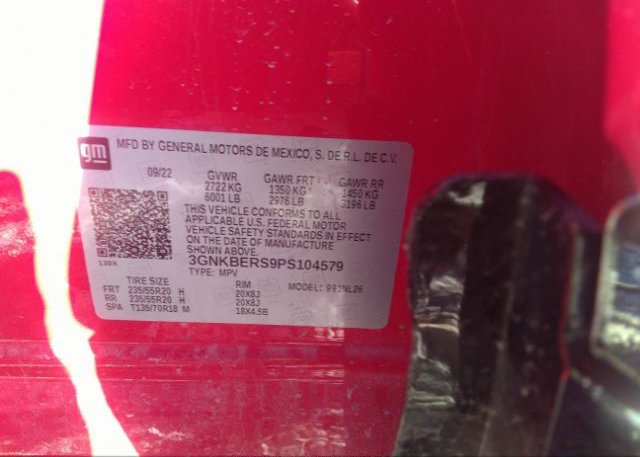 gm
MFD BY GENERAL MOTORS DE MEXICO, S. DE R.L. DE C.V.
09/22 GVWR GAWR FRT GAWR RR
2722 KG 1350 KG 1450 KG
6001 LB 2976 LB 3196 LB
THIS VEHICLE CONFORMS TO ALL
APPLICABLE U.S. FEDERAL MOTOR
VEHICLE SAFETY STANDARDS IN EFFECT
ON THE DATE OF MANUFACTURE
SHOWN ABOVE.
3GNKBERS9PS104579
TYPE: MPV MODEL:
TIRE SIZE RIM
FRT 235/55R20 H 20X8J
RR 235/55R20 H 20X8J
SPA T135/70R18 M 18X4.5B